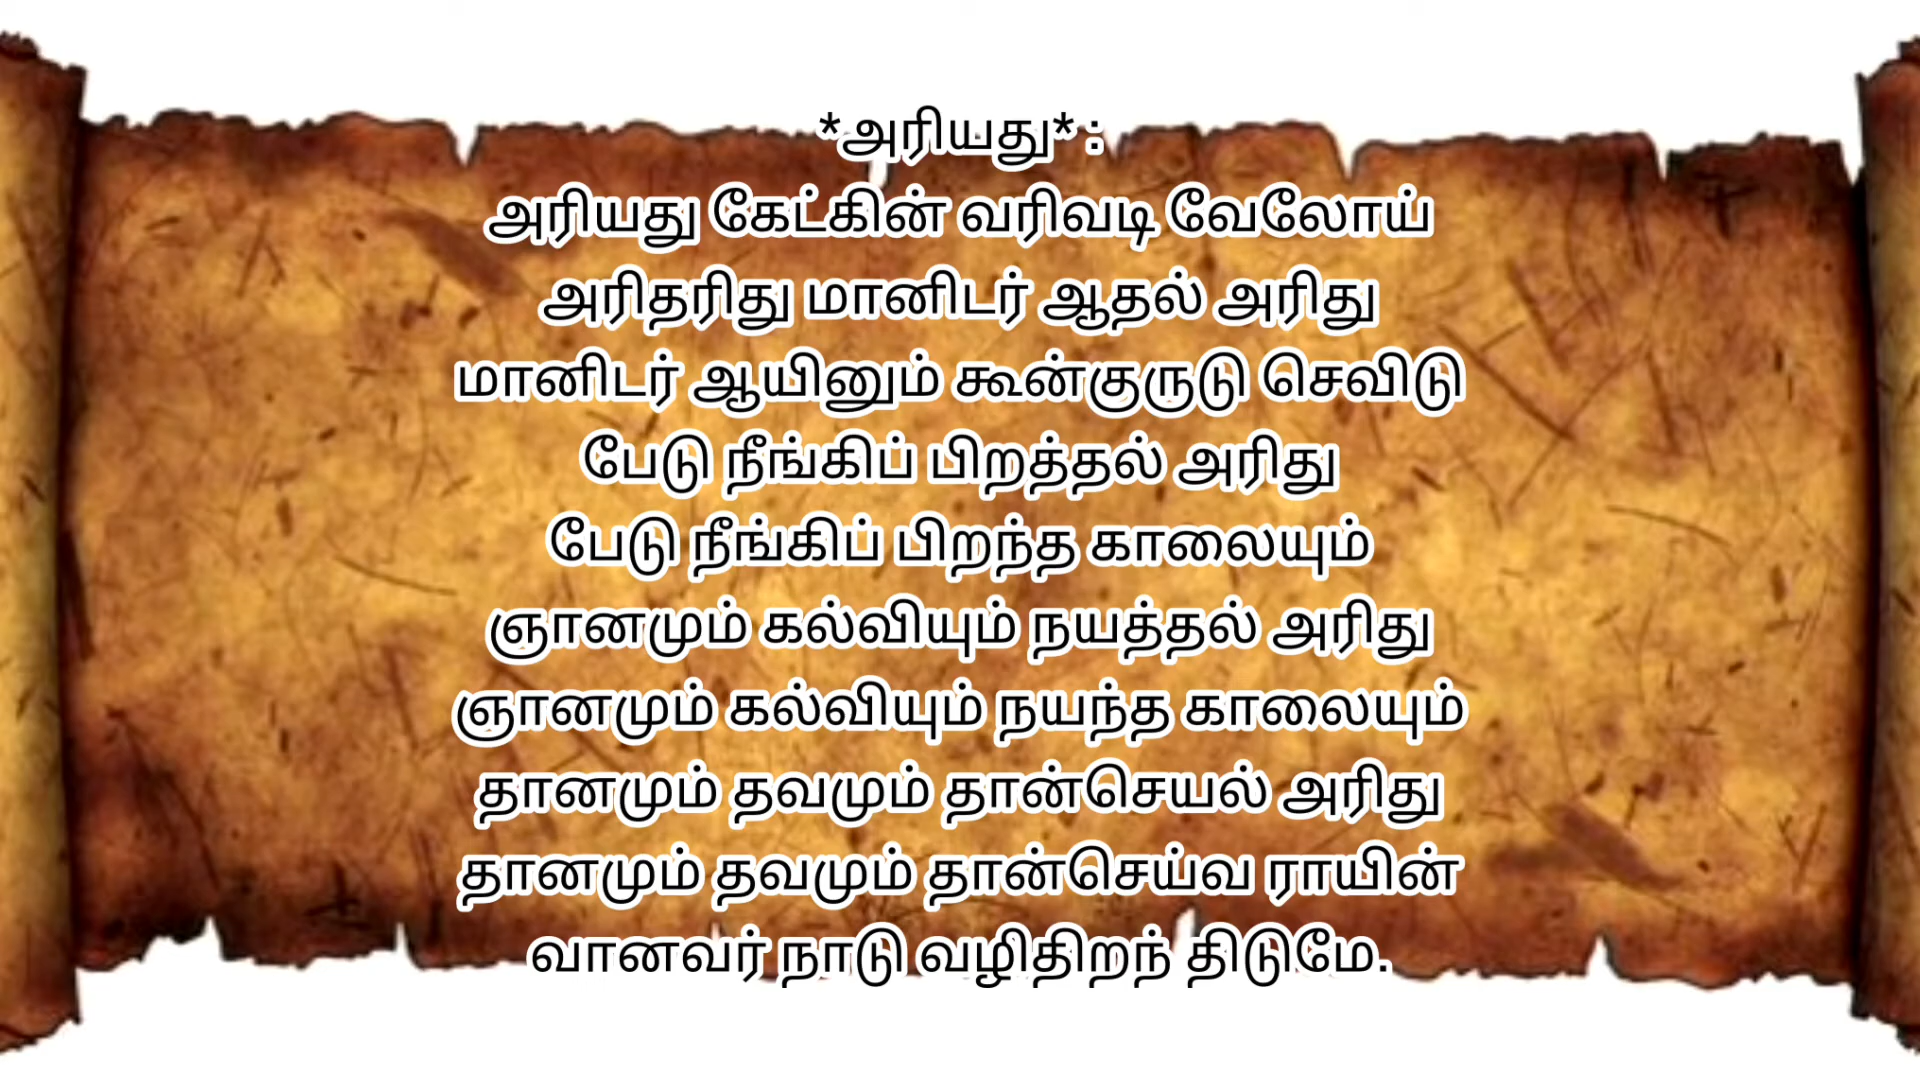 *அரியது* :
அரியது கேட்கின் வரிவடி வேலோய்
அரிதரிது மானிடர் ஆதல் அரிது
மானிடர் ஆயினும் கூன்குருடு செவிடு
பேடு நீங்கிப் பிறத்தல் அரிது
பேடு நீங்கிப் பிறந்த காலையும்
ஞானமும் கல்வியும் நயத்தல் அரிது
ஞானமும் கல்வியும் நயந்த காலையும்
தானமும் தவமும் தான்செயல் அரிது
தானமும் தவமும் தான்செய்வ ராயின்
வானவர் நாடு வழிதிறந் திடுமே.